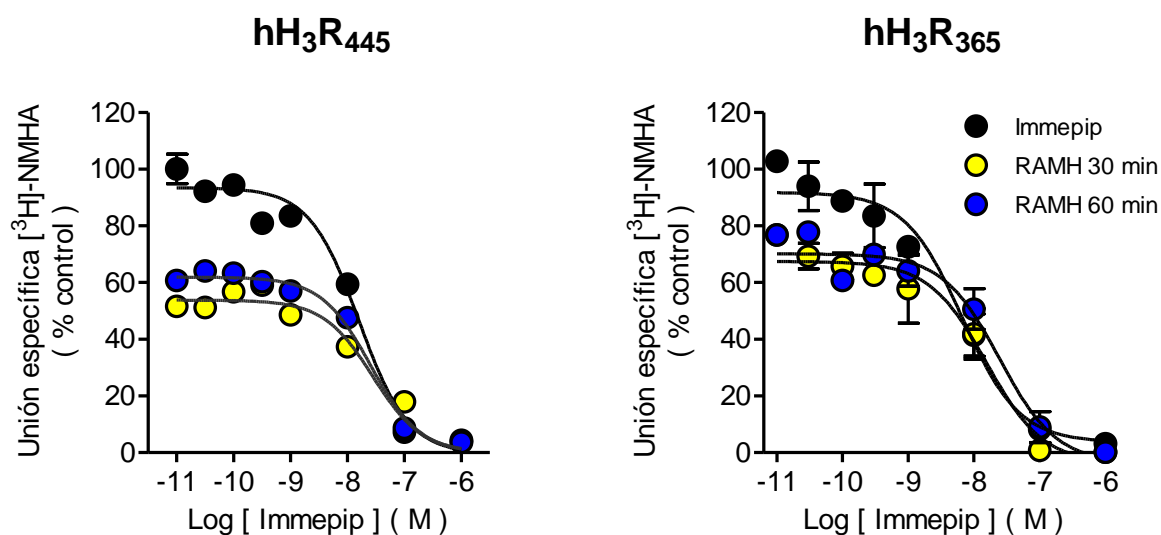 hH₃R₄₄₅
Unión específica [³H]-NMHA
( % control )
120
100
80
60
40
20
0
-11 -10 -9 -8 -7 -6
Log [ Immepip ] ( M )
hH₃R₃₆₅
Unión específica [³H]-NMHA
( % control )
120
100
80
60
40
20
0
-11 -10 -9 -8 -7 -6
Log [ Immepip ] ( M )
Immepip
RAMH 30 min
RAMH 60 min